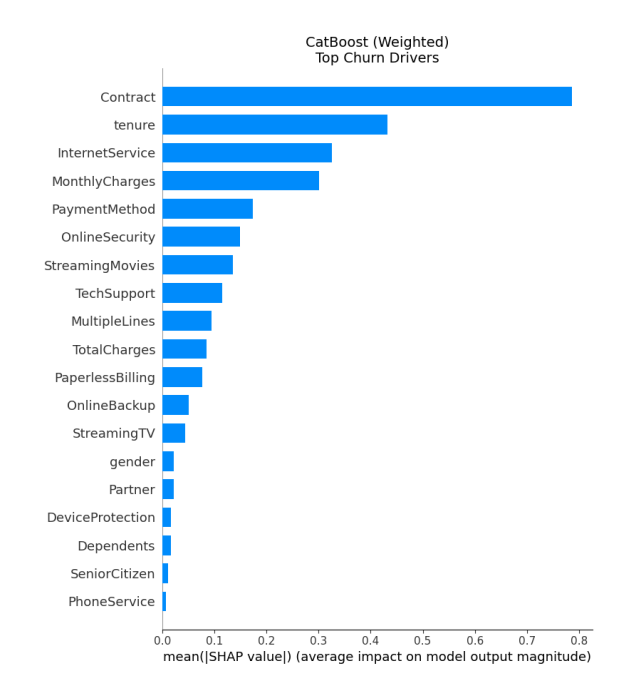 CatBoost (Weighted)
Top Churn Drivers
Contract
tenure
InternetService
MonthlyCharges
PaymentMethod
OnlineSecurity
StreamingMovies
TechSupport
MultipleLines
TotalCharges
PaperlessBilling
OnlineBackup
StreamingTV
gender
Partner
DeviceProtection
Dependents
SeniorCitizen
PhoneService
0.0 0.1 0.2 0.3 0.4 0.5 0.6 0.7 0.8
mean(|SHAP value|) (average impact on model output magnitude)